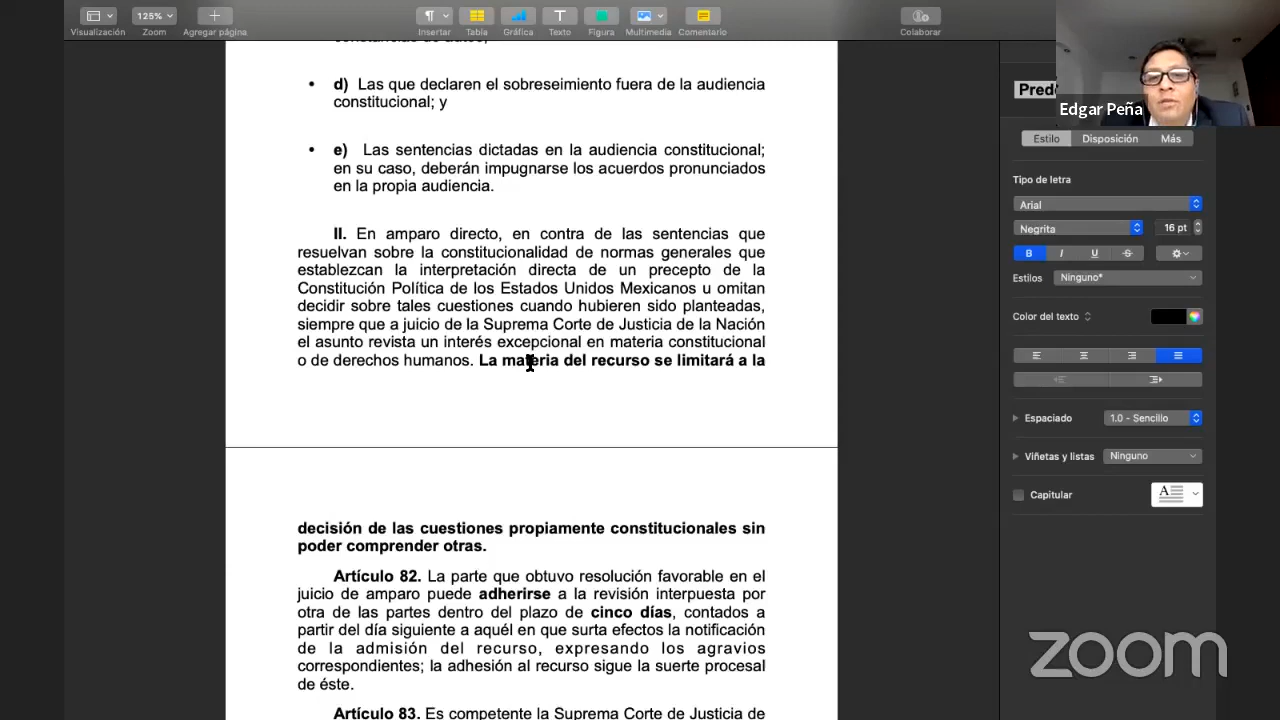 125%
Visualización
Zoom
Agregar página
Insertar
Tabla
Gráfica
Texto
Figura
Multimedia
Comentario
Colaborar
constancias de autos;
• d) Las que declaren el sobreseimiento fuera de la audiencia
constitucional; y
• e) Las sentencias dictadas en la audiencia constitucional;
en su caso, deberán impugnarse los acuerdos pronunciados
en la propia audiencia.
II. En amparo directo, en contra de las sentencias que
resuelvan sobre la constitucionalidad de normas generales que
establezcan la interpretación directa de un precepto de la
Constitución Política de los Estados Unidos Mexicanos u omitan
decidir sobre tales cuestiones cuando hubieren sido planteadas,
siempre que a juicio de la Suprema Corte de Justicia de la Nación
el asunto revista un interés excepcional en materia constitucional
o de derechos humanos. La materia del recurso se limitará a la
decisión de las cuestiones propiamente constitucionales sin
poder comprender otras.
Artículo 82. La parte que obtuvo resolución favorable en el
juicio de amparo puede adherirse a la revisión interpuesta por
otra de las partes dentro del plazo de cinco días, contados a
partir del día siguiente a aquél en que surta efectos la notificación
de la admisión del recurso, expresando los agravios
correspondientes; la adhesión al recurso sigue la suerte procesal
de éste.
Artículo 83. Es competente la Suprema Corte de Justicia de
Edgar Peña
Estilo
Disposición
Más
Tipo de letra
Arial
Negrita
16 pt
B I U S
Estilos
Ninguno*
Color del texto
Espaciado
1.0 - Sencillo
Viñetas y listas
Ninguno
Capitular
A
zoom